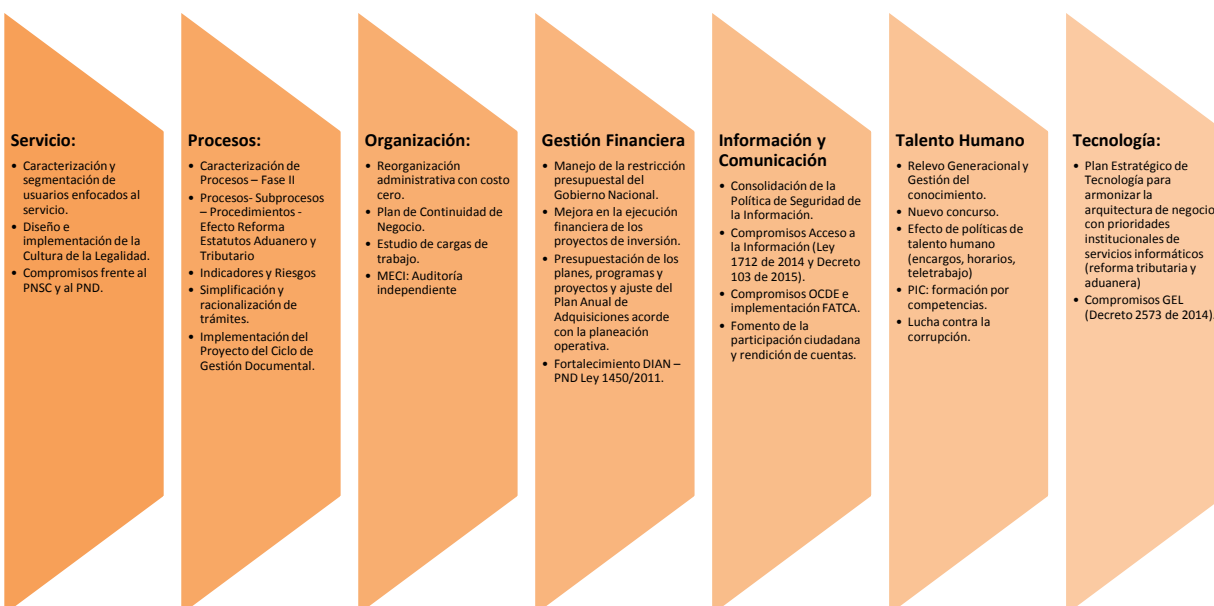 Servicio:
• Caracterización y
segmentación de
usuarios enfocados al
servicio.
• Diseño e
implementación de la
Cultura de la Legalidad.
• Compromisos frente al
PNSC y al PND.
Procesos:
• Caracterización de
Procesos – Fase II
• Procesos- Subprocesos
– Procedimientos -
Efecto Reforma
Estatutos Aduanero y
Tributario
• Indicadores y Riesgos
• Simplificación y
racionalización de
trámites.
• Implementación del
Proyecto del Ciclo de
Gestión Documental.
Organización:
• Reorganización
administrativa con costo
cero.
• Plan de Continuidad de
Negocio.
• Estudio de cargas de
trabajo.
• MECI: Auditoría
independiente
Gestión Financiera
• Manejo de la restricción
presupuestal del
Gobierno Nacional.
• Mejora en la ejecución
financiera de los
proyectos de inversión.
• Presupuestación de los
planes, programas y
proyectos y ajuste del
Plan Anual de
Adquisiciones acorde
con la planeación
operativa.
• Fortalecimiento DIAN –
PND Ley 1450/2011.
Información y
Comunicación
• Consolidación de la
Política de Seguridad de
la Información.
• Compromisos Acceso a
la Información (Ley
1712 de 2014 y Decreto
103 de 2015).
• Compromisos OCDE e
implementación FATCA.
• Fomento de la
participación ciudadana
y rendición de cuentas.
Talento Humano
• Relevo Generacional y
Gestión del
conocimiento.
• Nuevo concurso.
• Efecto de políticas de
talento humano
(encargos, horarios,
teletrabajo)
• PIC: formación por
competencias.
• Lucha contra la
corrupción.
Tecnología:
• Plan Estratégico de
Tecnología para
armonizar la
arquitectura de negocio
con prioridades
institucionales de
servicios informáticos
(reforma tributaria y
aduanera)
• Compromisos GEL
(Decreto 2573 de 2014).